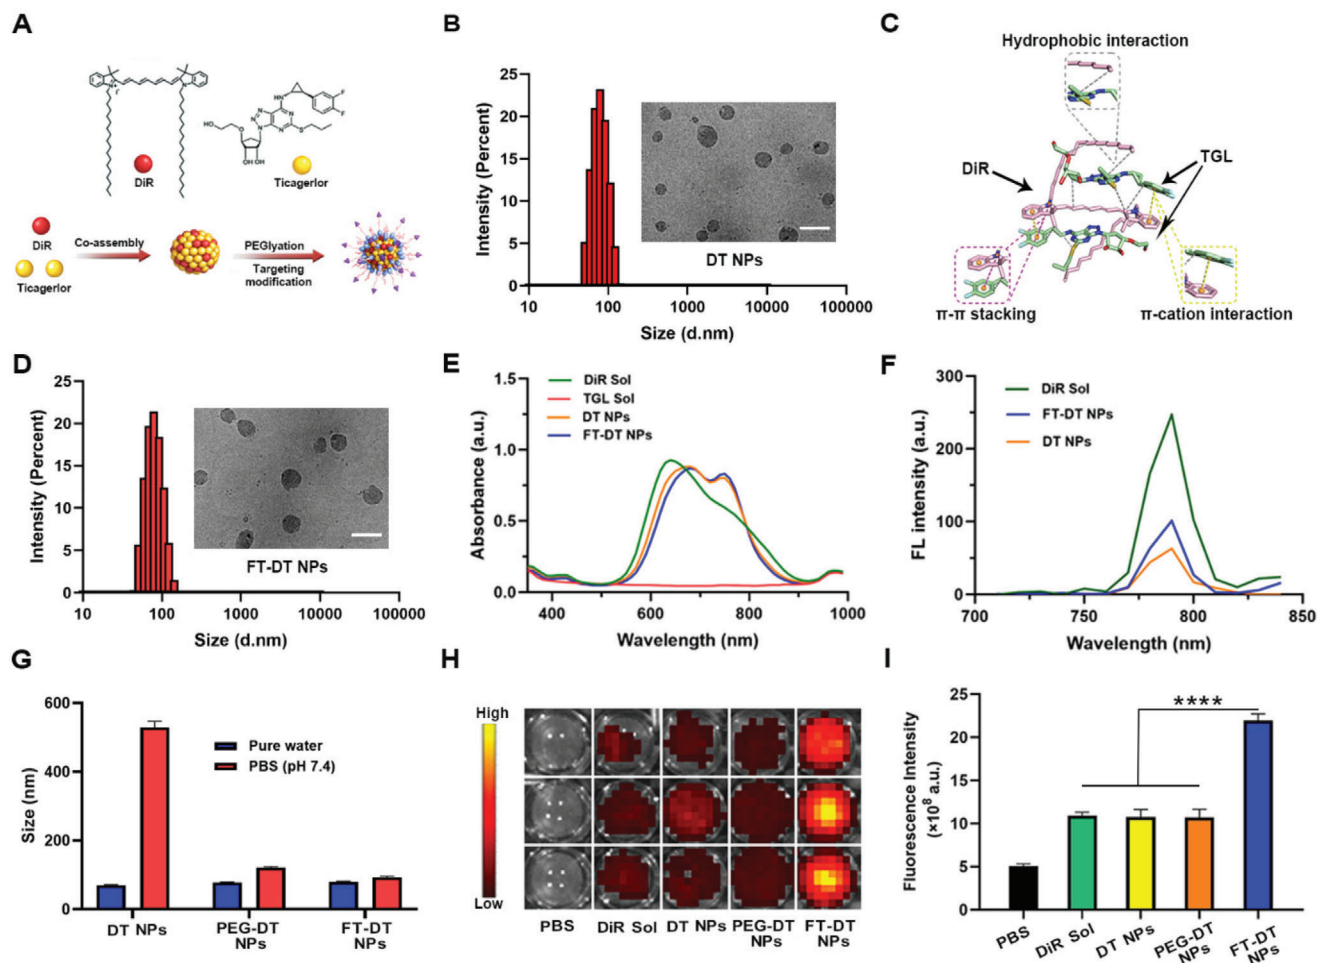 A
N⁺
I⁻
DiR
HO
O
OH OH
HN
N
N
N
N
N
S
F
F
Ticagerlor
DiR
Ticagerlor
Co-assembly
PEGlyation
Targeting
modification
B
Intensity (Percent)
25
20
15
10
5
0
10
100
1000
10000
100000
Size (d.nm)
DT NPs
C
Hydrophobic interaction
DiR
TGL
π-π stacking
π-cation interaction
D
Intensity (Percent)
25
20
15
10
5
0
10
100
1000
10000
100000
Size (d.nm)
FT-DT NPs
E
Absorbance (a.u.)
1.5
1.0
0.5
0.0
400
600
800
1000
Wavelength (nm)
DiR Sol
TGL Sol
DT NPs
FT-DT NPs
F
FL intensity (a.u.)
300
200
100
0
700
750
800
850
Wavelength (nm)
DiR Sol
FT-DT NPs
DT NPs
G
Size (nm)
600
400
200
0
Pure water
PBS (pH 7.4)
DT NPs
PEG-DT
NPs
FT-DT
NPs
H
High
Low
PBS
DiR Sol
DT NPs
PEG-DT
NPs
FT-DT
NPs
I
Fluorescence Intensity
(×10⁸ a.u.)
25
20
15
10
5
0
****
PBS
DiR Sol
DT NPs
PEG-DT
NPs
FT-DT
NPs